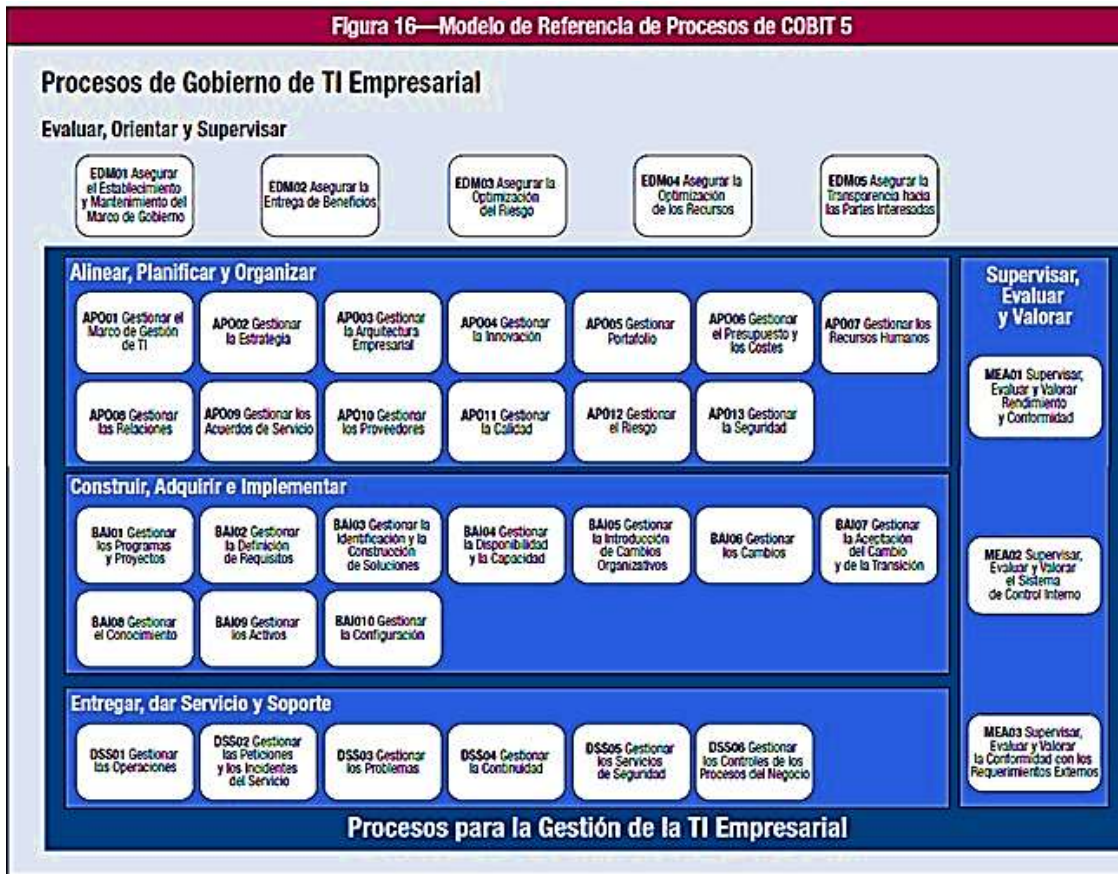 Figura 16—Modelo de Referencia de Procesos de COBIT 5
Procesos de Gobierno de TI Empresarial
Evaluar, Orientar y Supervisar
EDM01 Asegurar
el Establecimiento
y Mantenimiento del
Marco de Gobierno
EDM02 Asegurar la
Entrega de Beneficios
EDM03 Asegurar la
Optimización
del Riesgo
EDM04 Asegurar la
Optimización
de los Recursos
EDM05 Asegurar la
Transparencia hacia
las Partes Interesadas
Alinear, Planificar y Organizar
APO01 Gestionar el
Marco de Gestión
de TI
APO02 Gestionar
la Estrategia
APO03 Gestionar
la Arquitectura
Empresarial
APO04 Gestionar
la Innovación
APO05 Gestionar
Portafolio
APO06 Gestionar
el Presupuesto y
los Costes
APO07 Gestionar los
Recursos Humanos
APO08 Gestionar
las Relaciones
APO09 Gestionar los
Acuerdos de Servicio
APO10 Gestionar
los Proveedores
APO11 Gestionar
la Calidad
APO12 Gestionar
el Riesgo
APO13 Gestionar
la Seguridad
Construir, Adquirir e Implementar
BAI01 Gestionar
los Programas
y Proyectos
BAI02 Gestionar
la Definición
de Requisitos
BAI03 Gestionar la
Identificación y la
Construcción
de Soluciones
BAI04 Gestionar
la Disponibilidad
y la Capacidad
BAI05 Gestionar
la Introducción
de Cambios
Organizativos
BAI06 Gestionar
los Cambios
BAI07 Gestionar
la Aceptación
del Cambio
y de la Transición
BAI08 Gestionar
el Conocimiento
BAI09 Gestionar
los Activos
BAI010 Gestionar
la Configuración
Entregar, dar Servicio y Soporte
DSS01 Gestionar
las Operaciones
DSS02 Gestionar
las Peticiones
y los Incidentes
del Servicio
DSS03 Gestionar
los Problemas
DSS04 Gestionar
la Continuidad
DSS05 Gestionar
los Servicios
de Seguridad
DSS06 Gestionar
los Controles de los
Procesos del Negocio
Supervisar,
Evaluar
y Valorar
MEA01 Supervisar,
Evaluar y Valorar
Rendimiento
y Conformidad
MEA02 Supervisar,
Evaluar y Valorar
el Sistema
de Control Interno
MEA03 Supervisar,
Evaluar y Valorar
la Conformidad con los
Requerimientos Externos
Procesos para la Gestión de la TI Empresarial